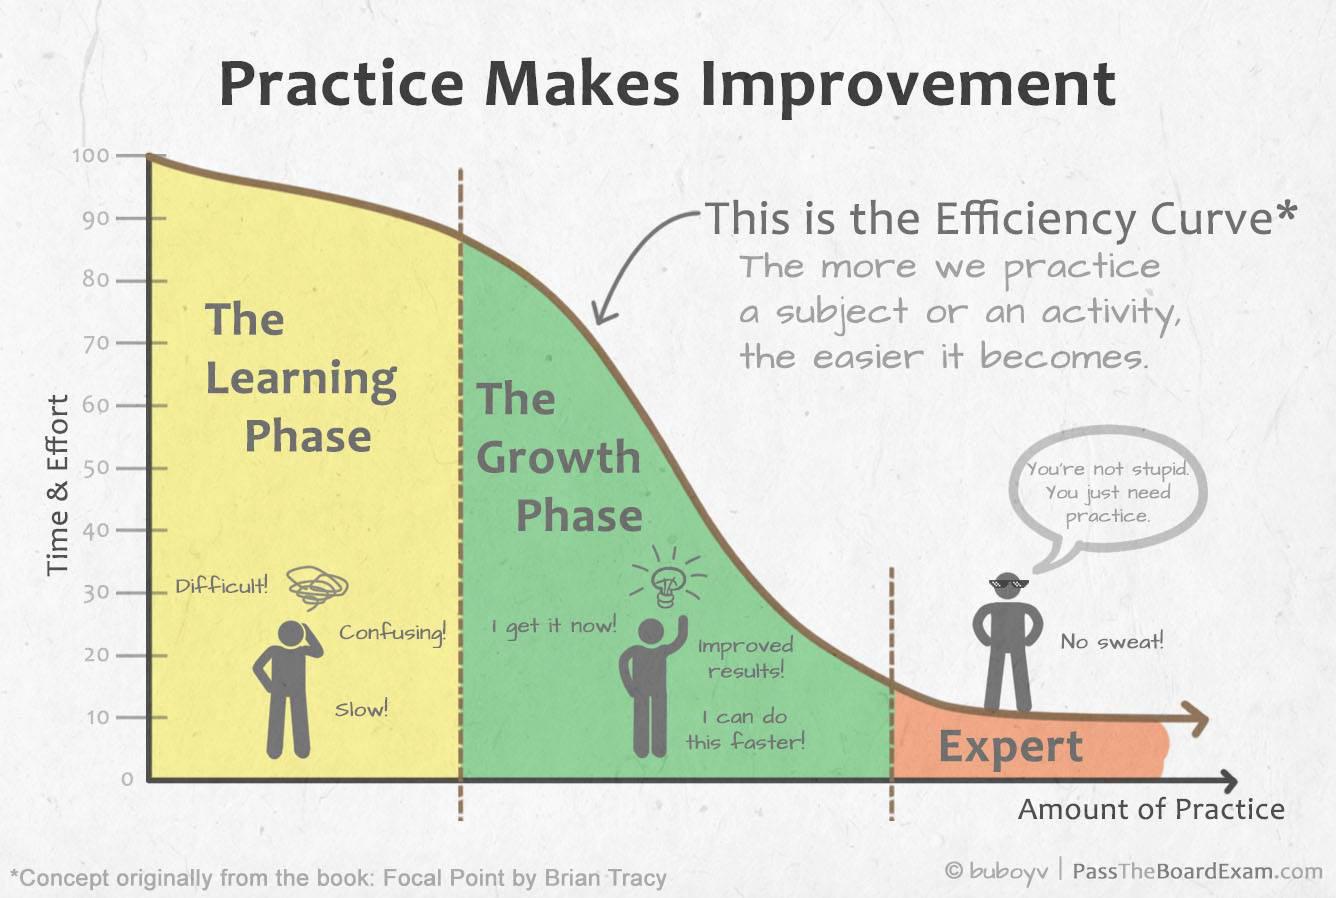 Practice Makes Improvement
100
90
80
70
60
50
40
30
20
10
0
Time & Effort
This is the Efficiency Curve*
The more we practice
a subject or an activity,
the easier it becomes.
The
Learning
Phase
The
Growth
Phase
Expert
Difficult!
Confusing!
Slow!
I get it now!
Improved
results!
I can do
this faster!
You're not stupid.
You just need
practice.
No sweat!
Amount of Practice
*Concept originally from the book: Focal Point by Brian Tracy
© buboyv | PassTheBoardExam.com